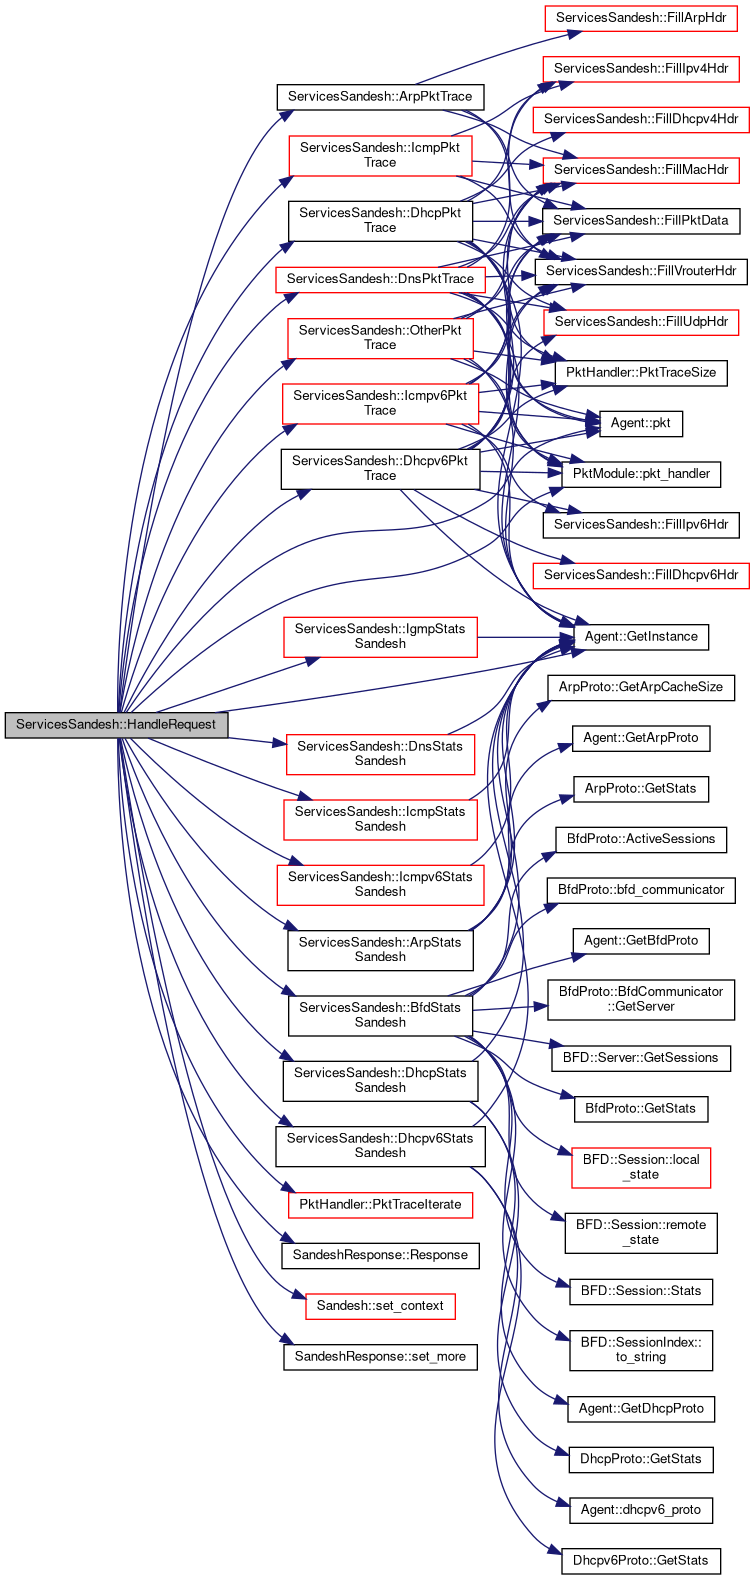 ServicesSandesh::HandleRequest
ServicesSandesh::ArpPktTrace
ServicesSandesh::IcmpPkt
Trace
ServicesSandesh::DhcpPkt
Trace
ServicesSandesh::DnsPktTrace
ServicesSandesh::OtherPkt
Trace
ServicesSandesh::Icmpv6Pkt
Trace
ServicesSandesh::Dhcpv6Pkt
Trace
ServicesSandesh::IgmpStats
Sandesh
ServicesSandesh::DnsStats
Sandesh
ServicesSandesh::IcmpStats
Sandesh
ServicesSandesh::Icmpv6Stats
Sandesh
ServicesSandesh::ArpStats
Sandesh
ServicesSandesh::BfdStats
Sandesh
ServicesSandesh::DhcpStats
Sandesh
ServicesSandesh::Dhcpv6Stats
Sandesh
PktHandler::PktTraceIterate
SandeshResponse::Response
Sandesh::set_context
SandeshResponse::set_more
ServicesSandesh::FillArpHdr
ServicesSandesh::FillIpv4Hdr
ServicesSandesh::FillDhcpv4Hdr
ServicesSandesh::FillMacHdr
ServicesSandesh::FillPktData
ServicesSandesh::FillVrouterHdr
ServicesSandesh::FillUdpHdr
PktHandler::PktTraceSize
Agent::pkt
PktModule::pkt_handler
ServicesSandesh::FillIpv6Hdr
ServicesSandesh::FillDhcpv6Hdr
Agent::GetInstance
ArpProto::GetArpCacheSize
Agent::GetArpProto
ArpProto::GetStats
BfdProto::ActiveSessions
BfdProto::bfd_communicator
Agent::GetBfdProto
BfdProto::BfdCommunicator
::GetServer
BFD::Server::GetSessions
BfdProto::GetStats
BFD::Session::local
_state
BFD::Session::remote
_state
BFD::Session::Stats
BFD::SessionIndex::
to_string
Agent::GetDhcpProto
DhcpProto::GetStats
Agent::dhcpv6_proto
Dhcpv6Proto::GetStats